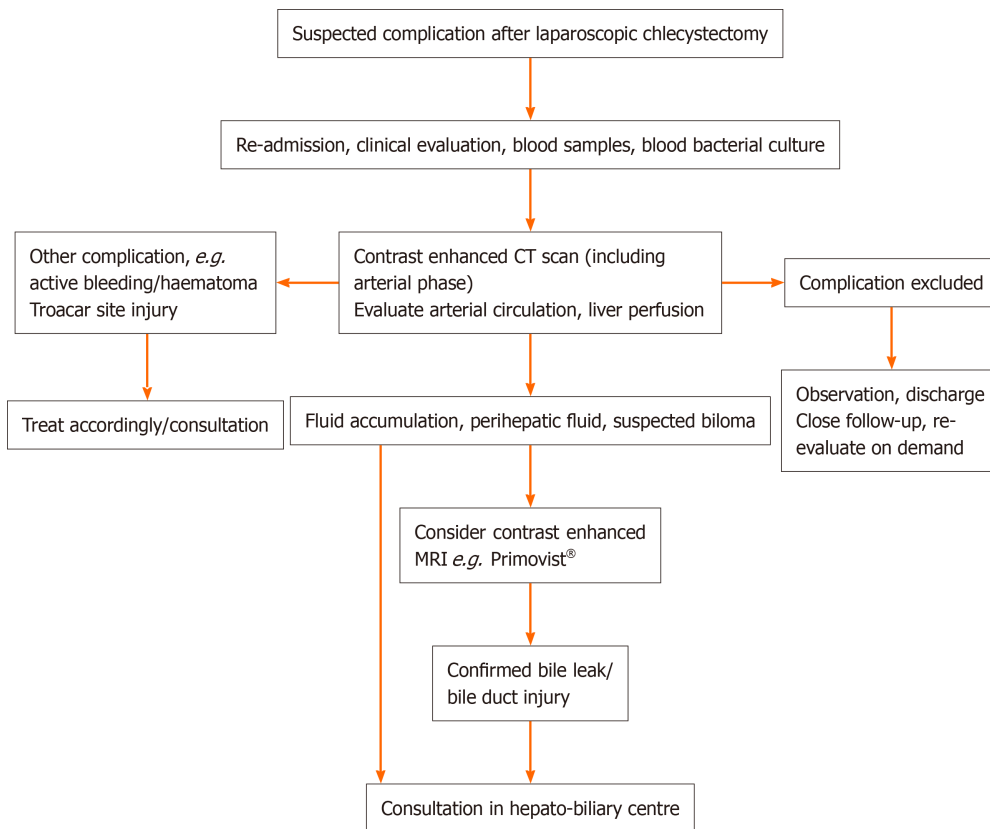 Suspected complication after laparoscopic chlecystectomy
Re-admission, clinical evaluation, blood samples, blood bacterial culture
Other complication, e.g.
active bleeding/haematoma
Troacar site injury
Contrast enhanced CT scan (including
arterial phase)
Evaluate arterial circulation, liver perfusion
Complication excluded
Treat accordingly/consultation
Fluid accumulation, perihepatic fluid, suspected biloma
Observation, discharge
Close follow-up, re-
evaluate on demand
Consider contrast enhanced
MRI e.g. Primovist®
Confirmed bile leak/
bile duct injury
Consultation in hepato-biliary centre